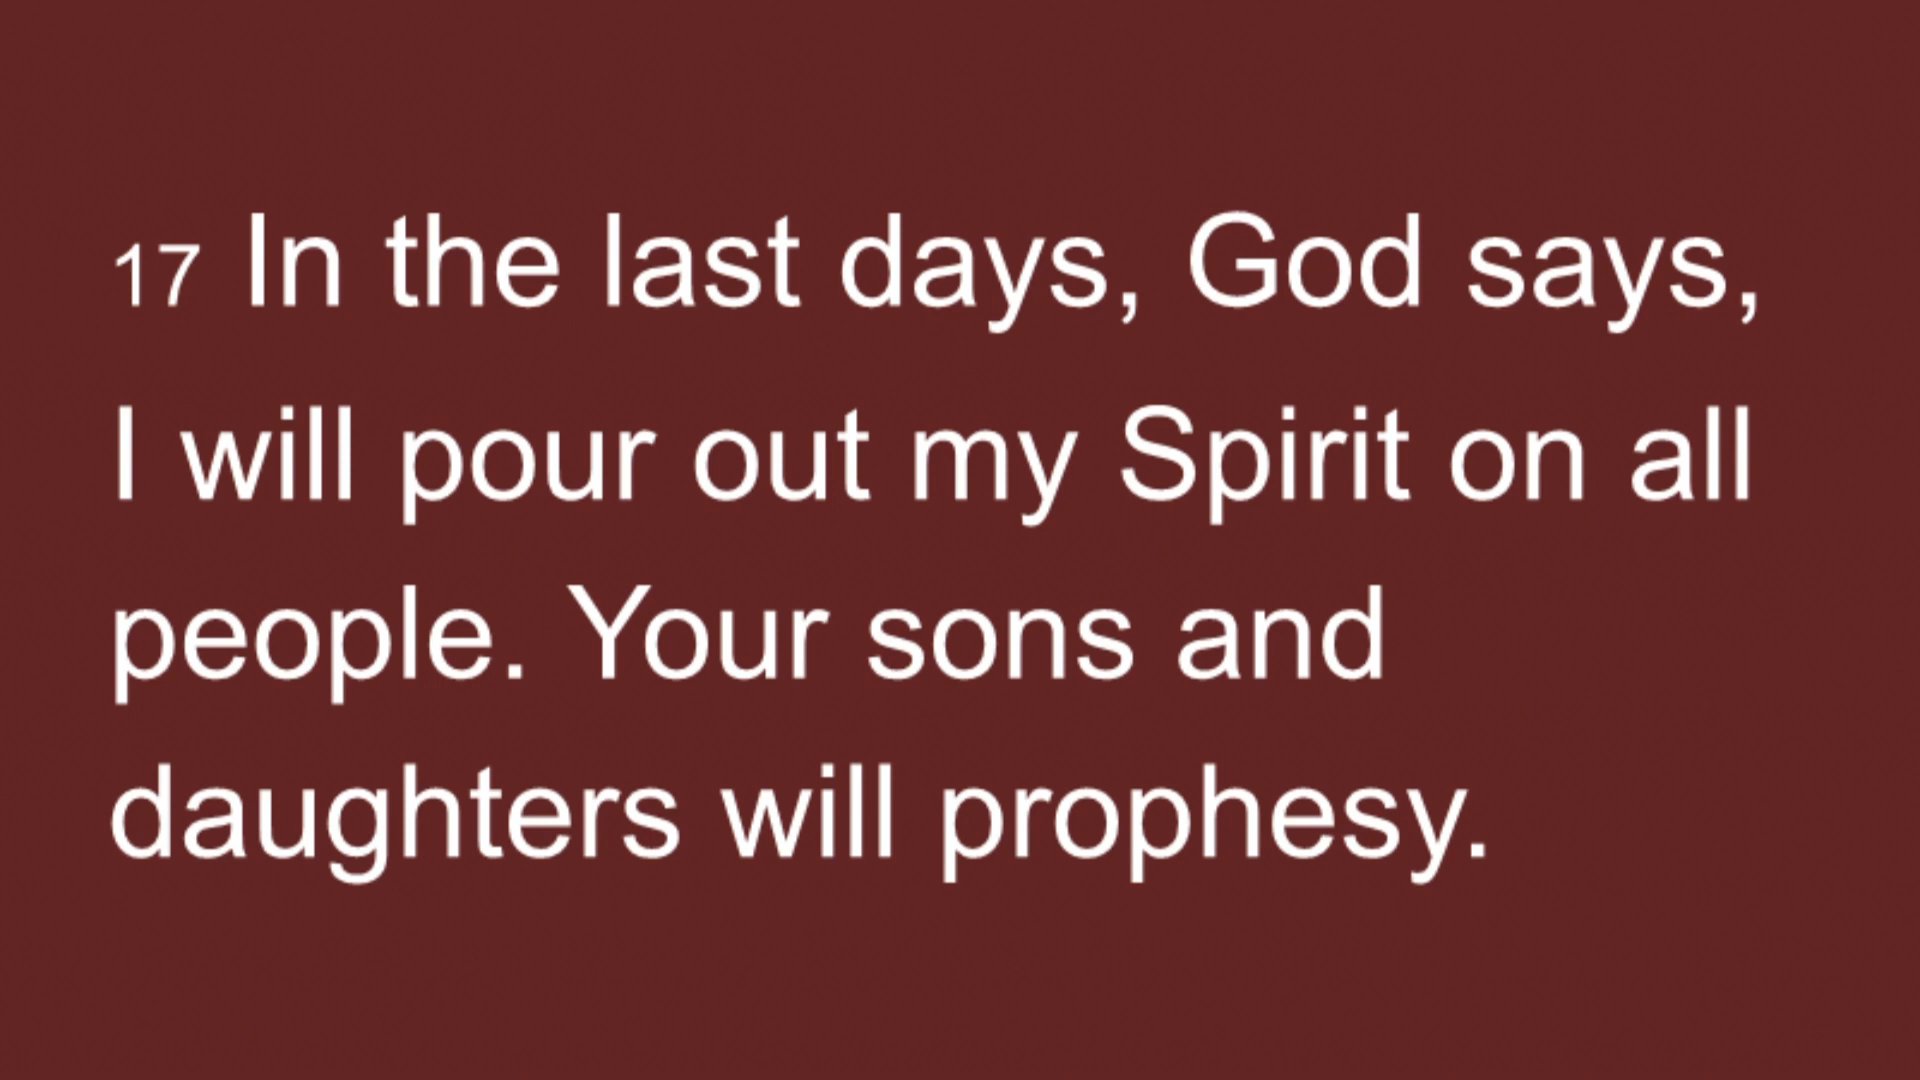 17 In the last days, God says,
I will pour out my Spirit on all
people. Your sons and
daughters will prophesy.